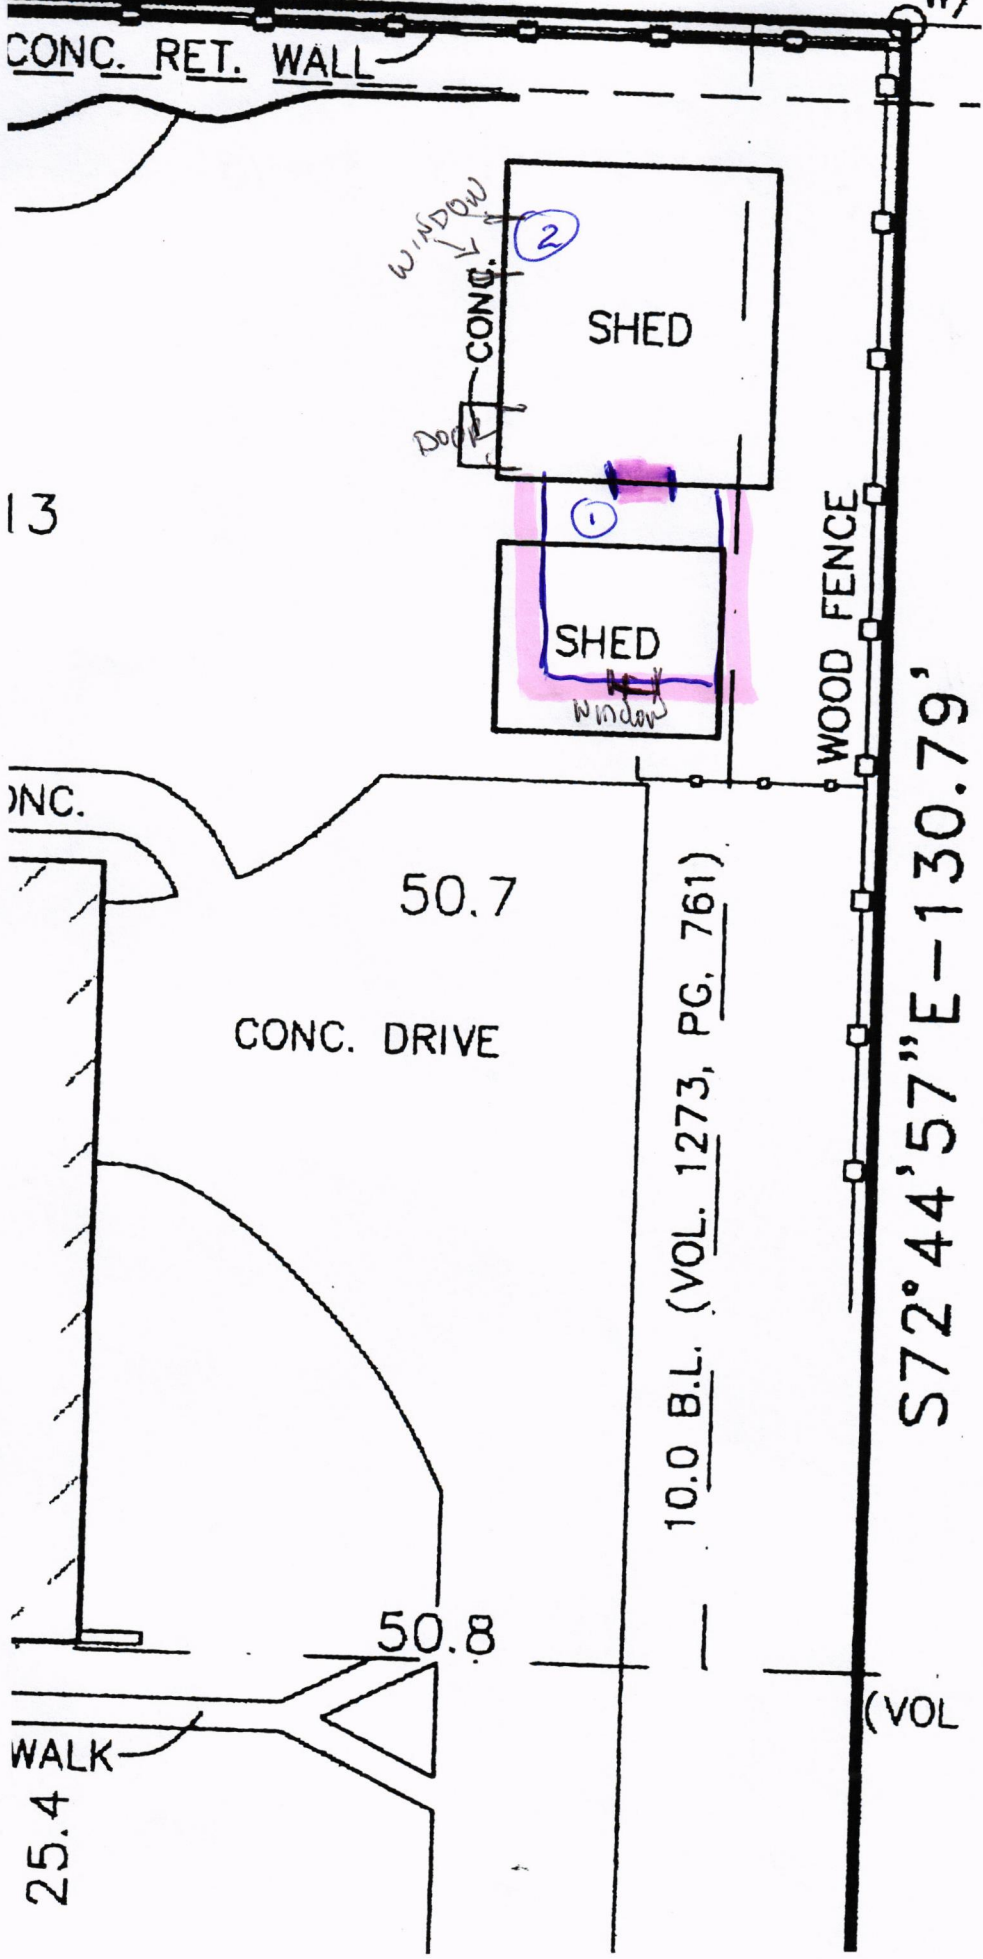 CONC. RET. WALL
WINDOW
2
CONC.
SHED
DOOR
13
1
SHED
WINDOW
WOOD FENCE
S72°44'57"E-130.79'
ONC.
50.7
10.0 B.L. (VOL. 1273, PG. 761)
CONC. DRIVE
50.8
(VOL
WALK
25.4